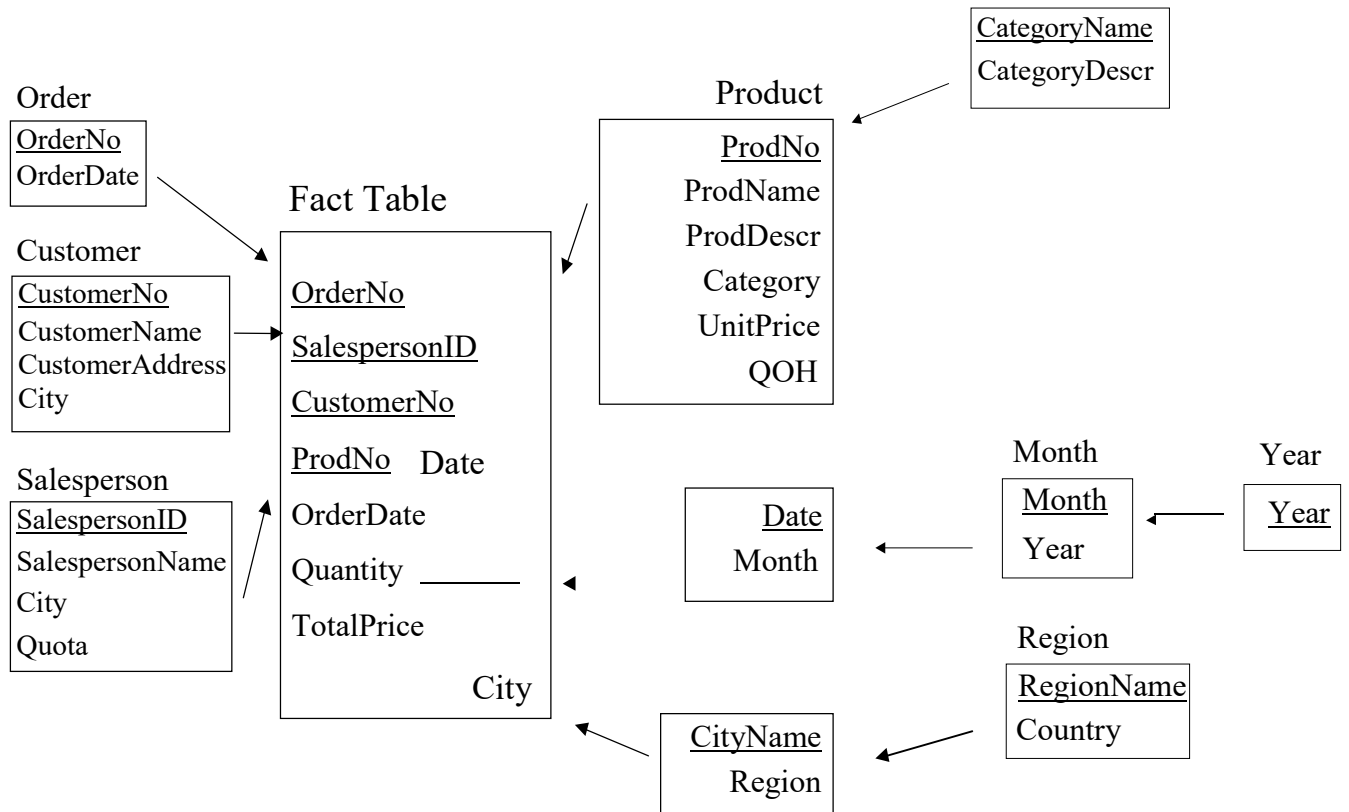 Order
OrderNo
OrderDate
Customer
CustomerNo
CustomerName
CustomerAddress
City
Salesperson
SalespersonID
SalespersonName
City
Quota
Fact Table
OrderNo
SalespersonID
CustomerNo
ProdNo Date
OrderDate
Quantity
TotalPrice
City
Product
ProdNo
ProdName
ProdDescr
Category
UnitPrice
QOH
CategoryName
CategoryDescr
Date
Month
Month
Month
Year
Year
Year
CityName
Region
Region
RegionName
Country